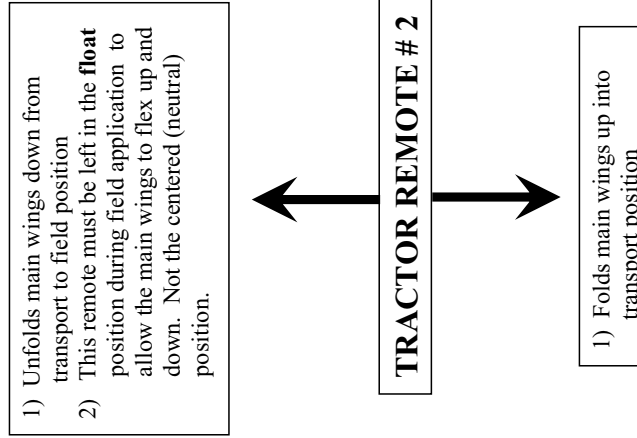 1) Unfolds main wings down from
transport to field position
2) This remote must be left in the float
position during field application to
allow the main wings to flex up and
down. Not the centered (neutral)
position.
TRACTOR REMOTE # 2
1) Folds main wings up into
transport position